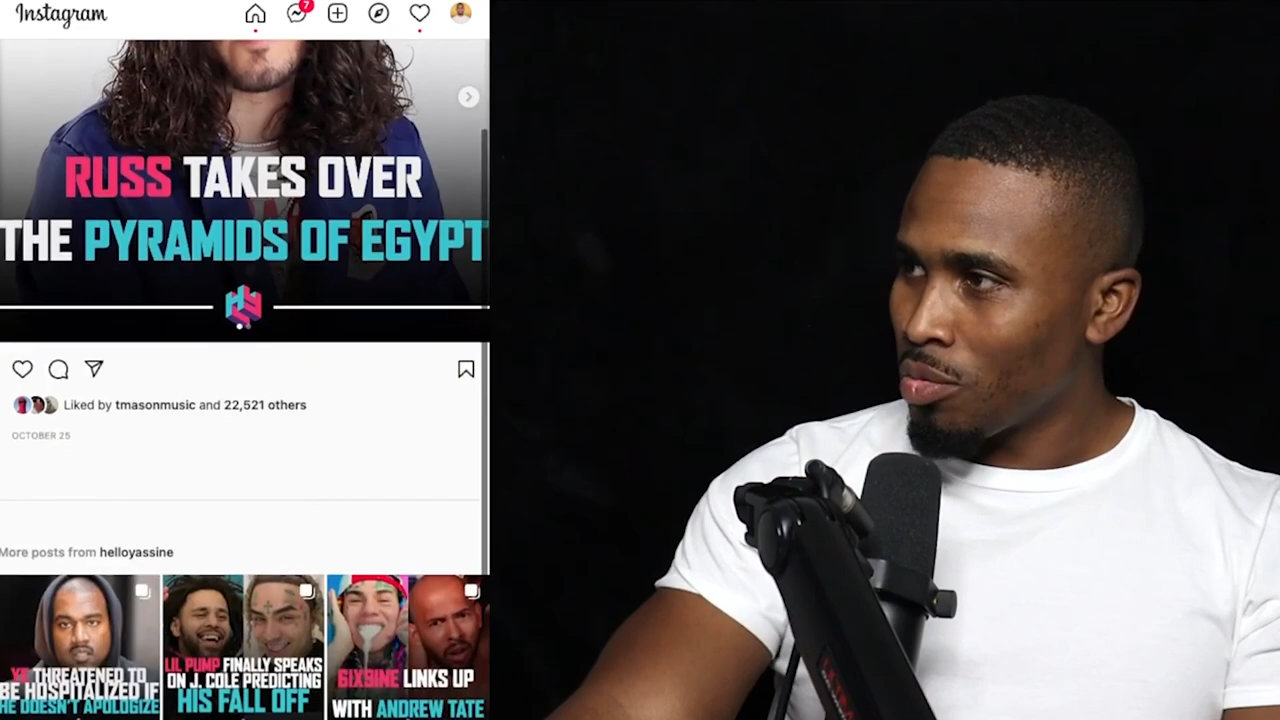 Instagram
7
RUSS TAKES OVER
THE PYRAMIDS OF EGYPT
Liked by tmasonmusic and 22,521 others
OCTOBER 25
More posts from helloyassine
YE THREATENED TO
BE HOSPITALIZED IF
HE DOESN'T APOLOGIZE
LIL PUMP FINALLY SPEAKS
ON J. COLE PREDICTING
HIS FALL OFF
6IX9INE LINKS UP
WITH ANDREW TATE